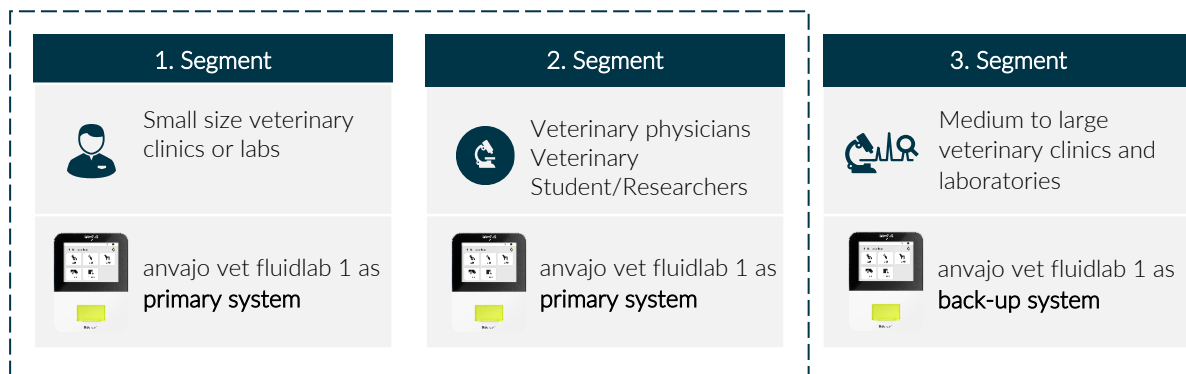 1. Segment
Small size veterinary
clinics or labs
anvajo vet fluidlab 1 as
primary system
2. Segment
Veterinary physicians
Veterinary
Student/Researchers
anvajo vet fluidlab 1 as
primary system
3. Segment
Medium to large
veterinary clinics and
laboratories
anvajo vet fluidlab 1 as
back-up system